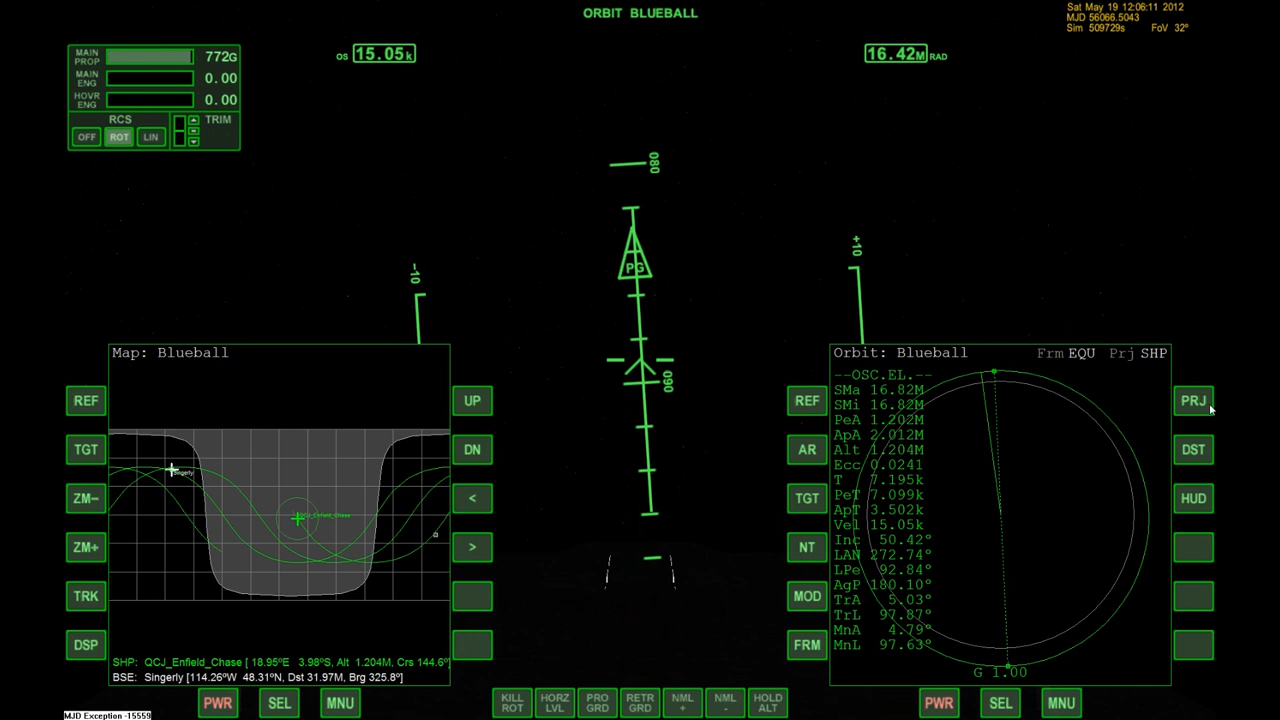 ORBIT BLUEBALL
Sat May 19 12:06:11 2012
MJD 56066.5043
Sim 509729s FoV 32°
MAIN PROP 772G
MAIN ENG 0.00
HOVR ENG 0.00
RCS TRIM
OFF ROT LIN
OS 15.05k
16.42M RAD
080
PG
-10
+10
090
Map: Blueball
REF
TGT
ZM-
ZM+
TRK
DSP
UP
DN
<
>
Singerly
QCJ_Enfield_Chase
SHP: QCJ_Enfield_Chase [ 18.95ºE 3.98ºS, Alt 1.204M, Crs 144.6º]
BSE: Singerly [114.26ºW 48.31ºN, Dst 31.97M, Brg 325.8º]
PWR SEL MNU
KILL ROT
HORZ LVL
PRO GRD
RETR GRD
NML +
NML -
HOLD ALT
Orbit: Blueball Frm EQU Prj SHP
--OSC.EL.--
SMa 16.82M
SMi 16.82M
PeA 1.202M
ApA 2.012M
Alt 1.204M
Ecc 0.0241
T 7.195k
PeT 7.099k
ApT 3.502k
Vel 15.05k
Inc 50.42°
LAN 272.74°
LPe 92.84°
AgP 180.10°
TrA 5.03°
TrL 97.87°
MnA 4.79°
MnL 97.63°
G 1.00
REF
AR
TGT
NT
MOD
FRM
PRJ
DST
HUD
PWR SEL MNU
MJD Exception -15559